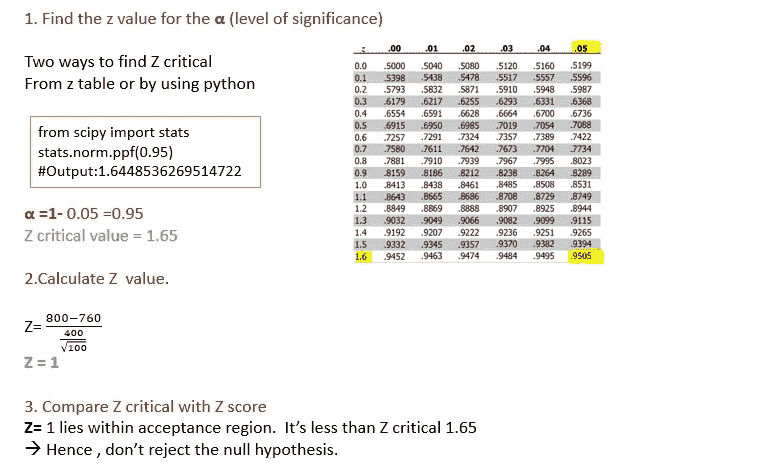 1. Find the z value for the α (level of significance)
Two ways to find Z critical
From z table or by using python
from scipy import stats
stats.norm.ppf(0.95)
#Output:1.6448536269514722
α =1- 0.05 =0.95
Z critical value = 1.65
z .00 .01 .02 .03 .04 .05
0.0 .5000 .5040 .5080 .5120 .5160 .5199
0.1 .5398 .5438 .5478 .5517 .5557 .5596
0.2 .5793 .5832 .5871 .5910 .5948 .5987
0.3 .6179 .6217 .6255 .6293 .6331 .6368
0.4 .6554 .6591 .6628 .6664 .6700 .6736
0.5 .6915 .6950 .6985 .7019 .7054 .7088
0.6 .7257 .7291 .7324 .7357 .7389 .7422
0.7 .7580 .7611 .7642 .7673 .7704 .7734
0.8 .7881 .7910 .7939 .7967 .7995 .8023
0.9 .8159 .8186 .8212 .8238 .8264 .8289
1.0 .8413 .8438 .8461 .8485 .8508 .8531
1.1 .8643 .8665 .8686 .8708 .8729 .8749
1.2 .8849 .8869 .8888 .8907 .8925 .8944
1.3 .9032 .9049 .9066 .9082 .9099 .9115
1.4 .9192 .9207 .9222 .9236 .9251 .9265
1.5 .9332 .9345 .9357 .9370 .9382 .9394
1.6 .9452 .9463 .9474 .9484 .9495 .9505
2.Calculate Z value.
Z= 800−760
400
√100
Z = 1
3. Compare Z critical with Z score
Z= 1 lies within acceptance region. It’s less than Z critical 1.65
→ Hence , don’t reject the null hypothesis.